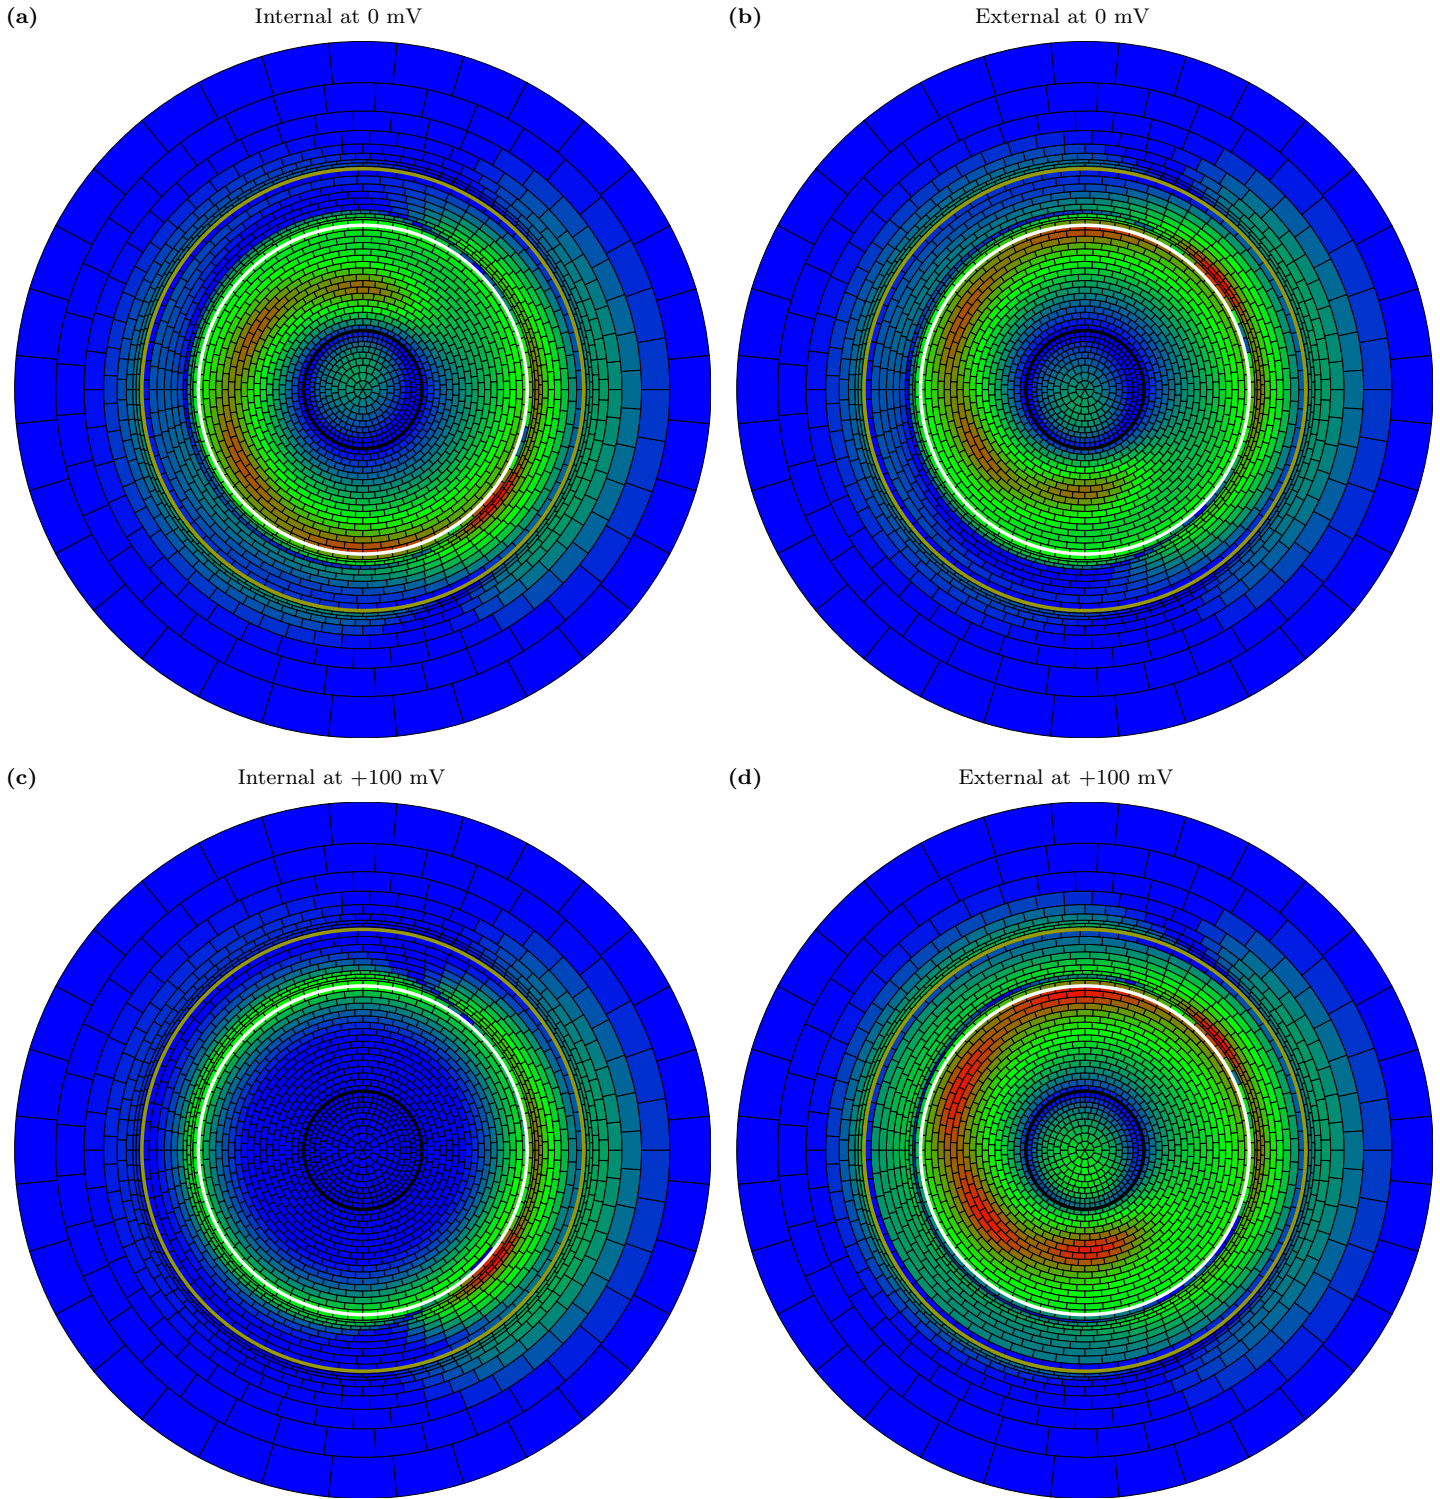 (a) Internal at 0 mV
(b) External at 0 mV
(c) Internal at +100 mV
(d) External at +100 mV